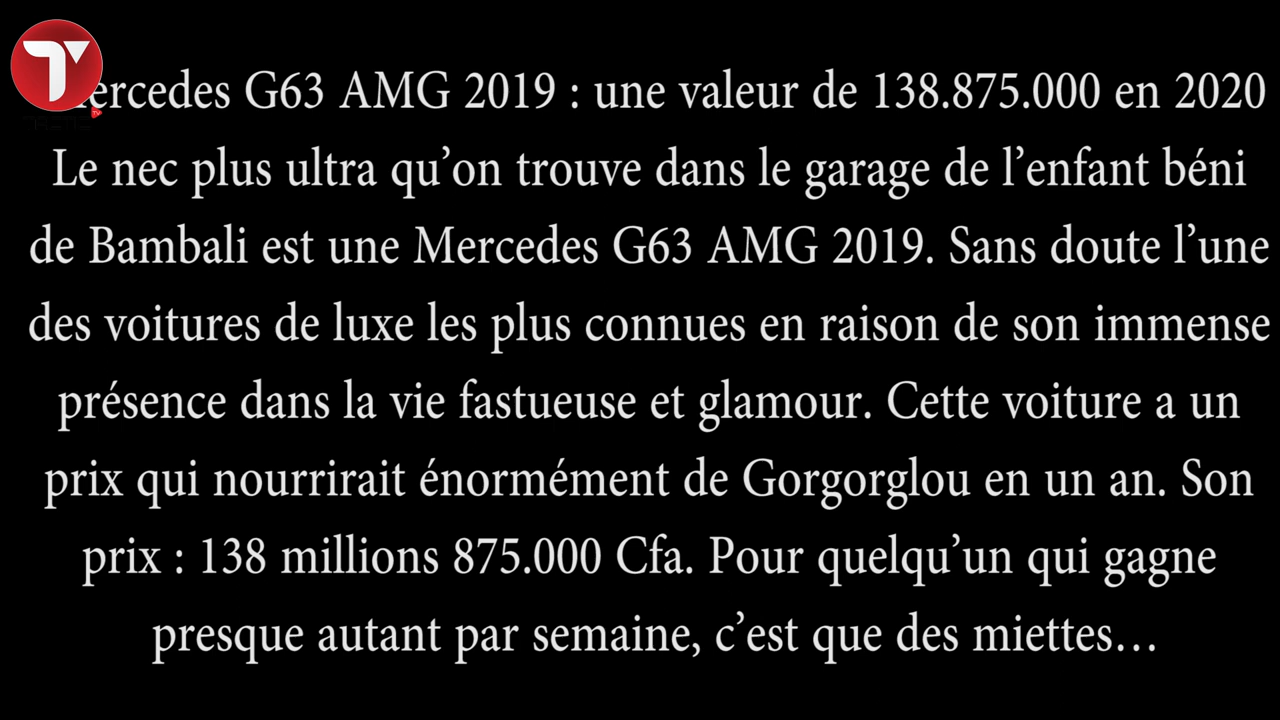 Mercedes G63 AMG 2019 : une valeur de 138.875.000 en 2020
Le nec plus ultra qu’on trouve dans le garage de l’enfant béni
de Bambali est une Mercedes G63 AMG 2019. Sans doute l’une
des voitures de luxe les plus connues en raison de son immense
présence dans la vie fastueuse et glamour. Cette voiture a un
prix qui nourrirait énormément de Gorgorglou en un an. Son
prix : 138 millions 875.000 Cfa. Pour quelqu’un qui gagne
presque autant par semaine, c’est que des miettes…